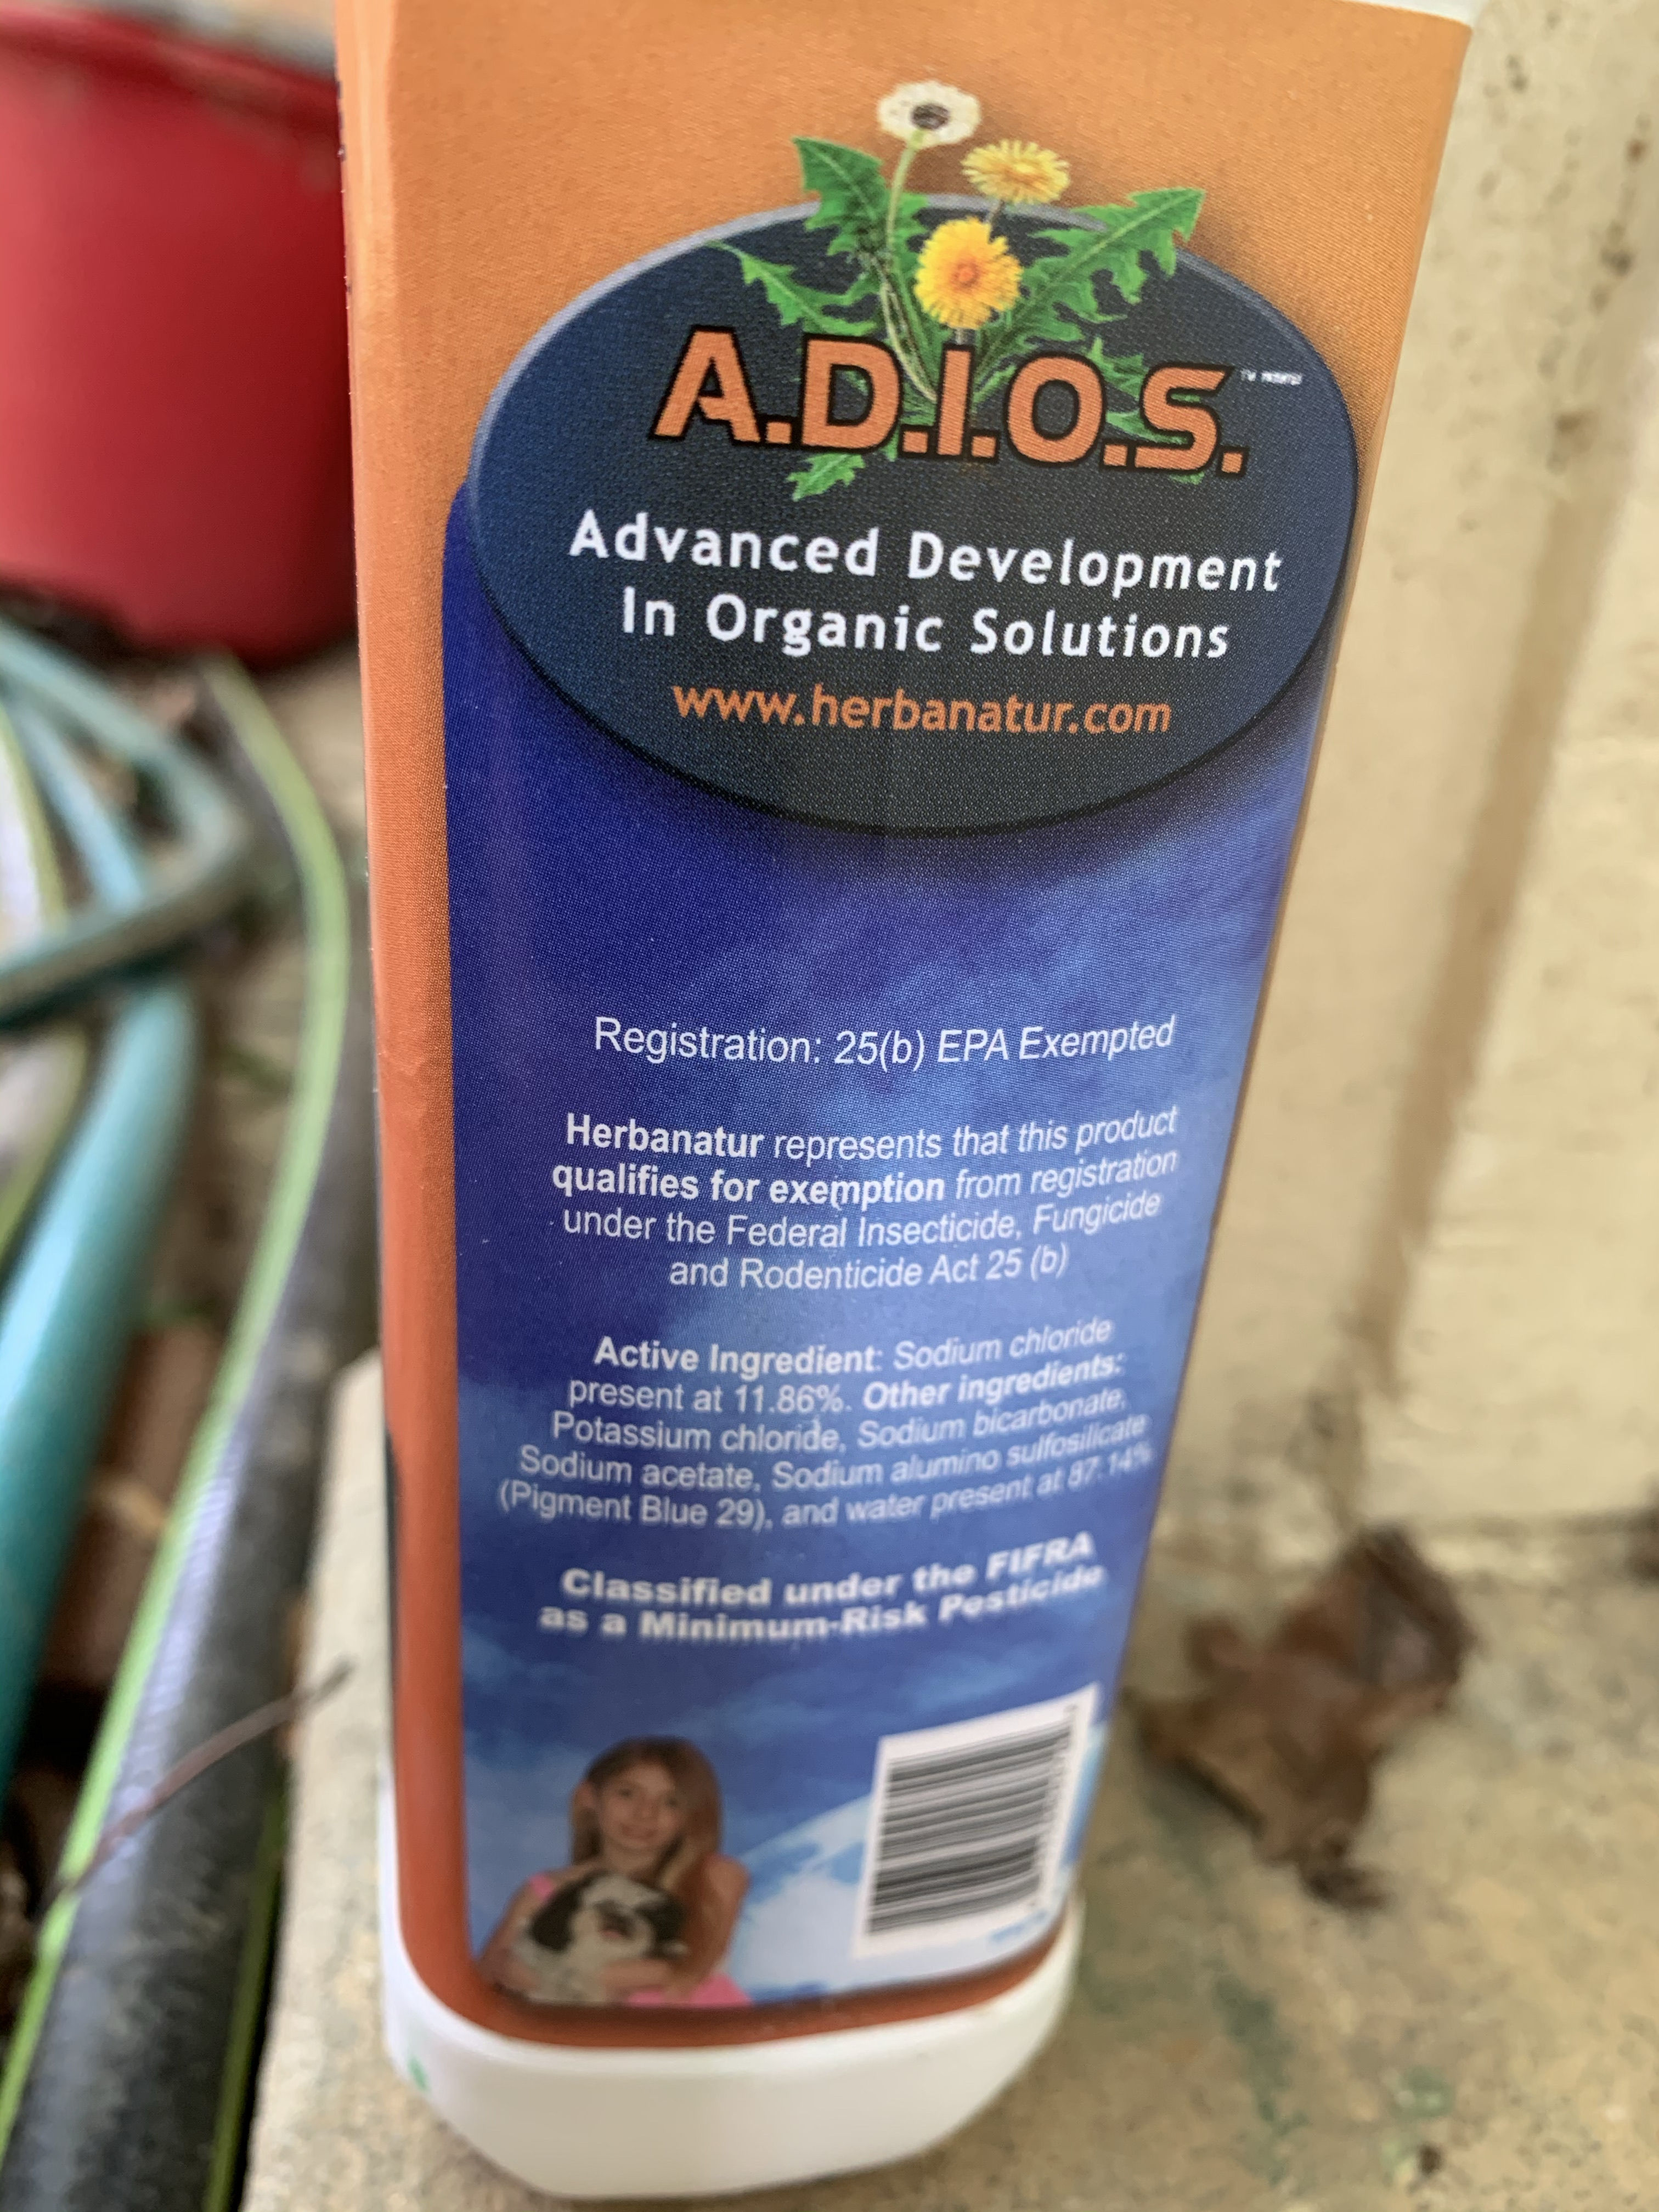 A.D.I.O.S.
Advanced Development
In Organic Solutions
www.herbanatur.com
Registration: 25(b) EPA Exempted
Herbanatur represents that this product
qualifies for exemption from registration
under the Federal Insecticide, Fungicide
and Rodenticide Act 25 (b)
Active Ingredient: Sodium chloride
present at 11.86%. Other ingredients:
Potassium chloride, Sodium bicarbonate,
Sodium acetate, Sodium alumino sulfosilicate
(Pigment Blue 29), and water present at 87.14%
Classified under the FIFRA
as a Minimum-Risk Pesticide